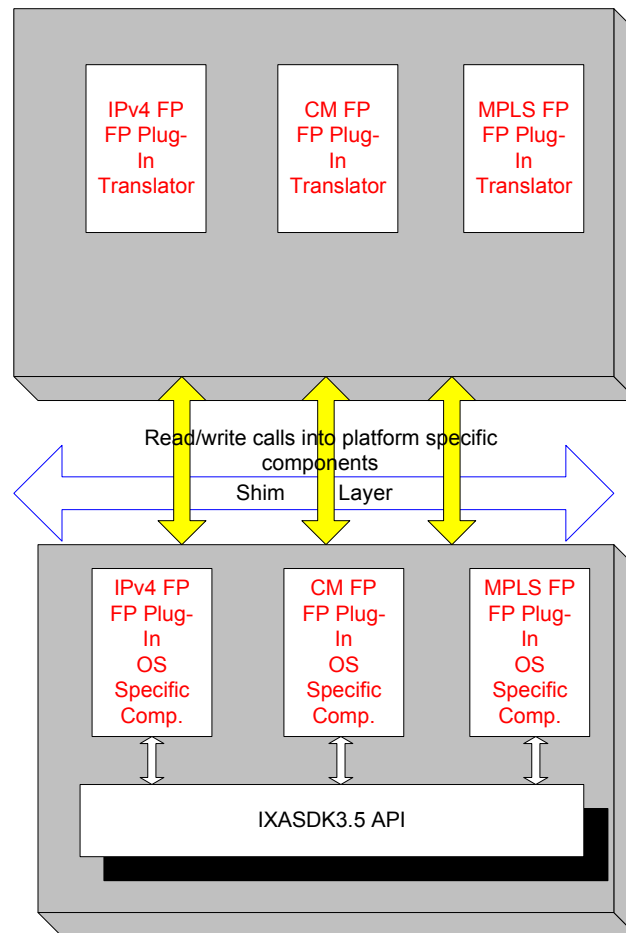 IPv4 FP
FP Plug-
In
Translator
CM FP
FP Plug-
In
Translator
MPLS FP
FP Plug-
In
Translator
Read/write calls into platform specific
components
Shim Layer
IPv4 FP
FP Plug-
In
OS
Specific
Comp.
CM FP
FP Plug-
In
OS
Specific
Comp.
MPLS FP
FP Plug-
In
OS
Specific
Comp.
IXASDK3.5 API